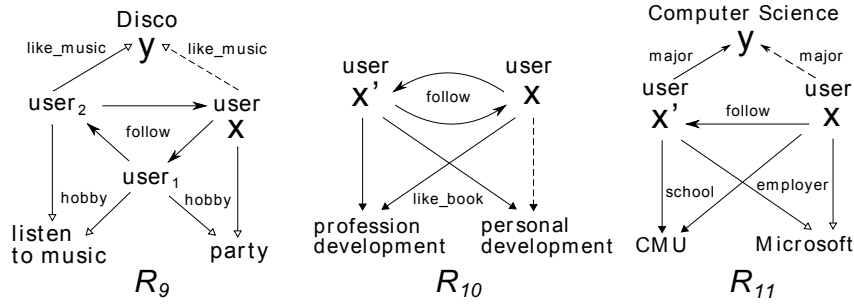 Disco
y
like_music like_music
user₂
user
x
follow
user₁
hobby hobby
listen
to music
party
R₉
user
x'
user
x
follow
like_book
profession
development
personal
development
R₁₀
Computer Science
y
major major
user
x'
user
x
follow
school employer
CMU Microsoft
R₁₁